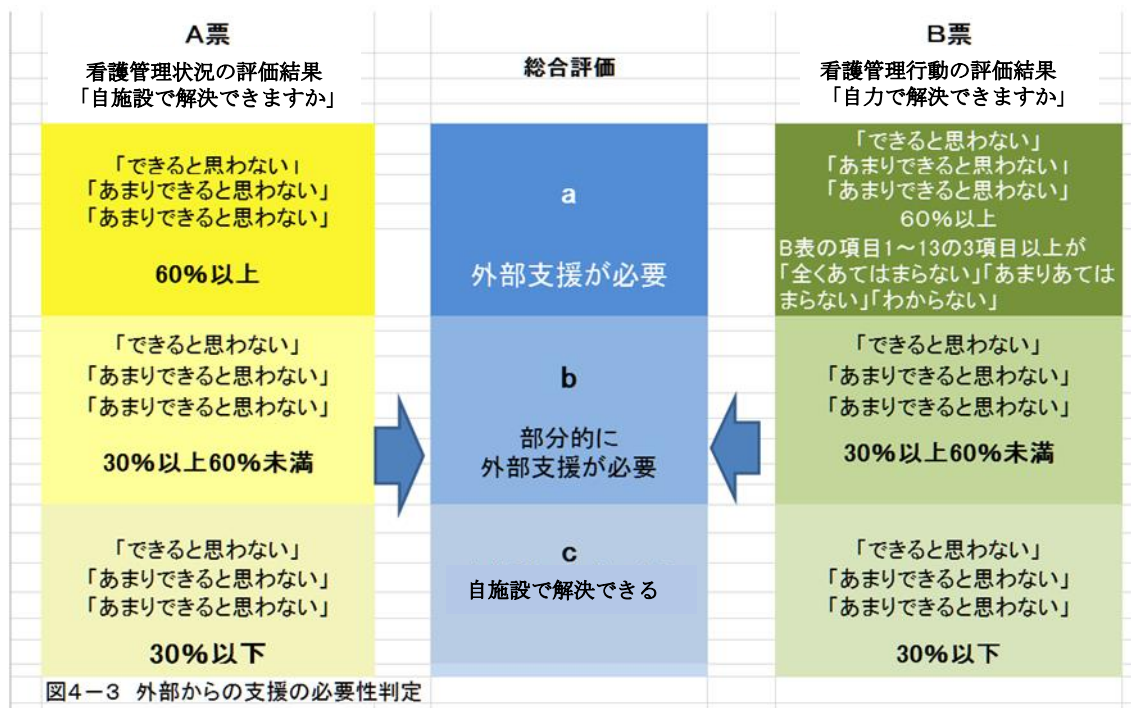 A票
看護管理状況の評価結果
「自施設で解決できますか」
「できると思わない」
「あまりできると思わない」
「あまりできると思わない」
60%以上
「できると思わない」
「あまりできると思わない」
「あまりできると思わない」
30%以上60%未満
「できると思わない」
「あまりできると思わない」
「あまりできると思わない」
30%以下
総合評価
a
外部支援が必要
b
部分的に
外部支援が必要
c
自施設で解決できる
B票
看護管理行動の評価結果
「自力で解決できますか」
「できると思わない」
「あまりできると思わない」
「あまりできると思わない」
60%以上
B表の項目1～13の3項目以上が
「全くあてはまらない」「あまりあては
まらない」「わからない」
「できると思わない」
「あまりできると思わない」
「あまりできると思わない」
30%以上60%未満
「できると思わない」
「あまりできると思わない」
「あまりできると思わない」
30%以下
図4－3 外部からの支援の必要性判定